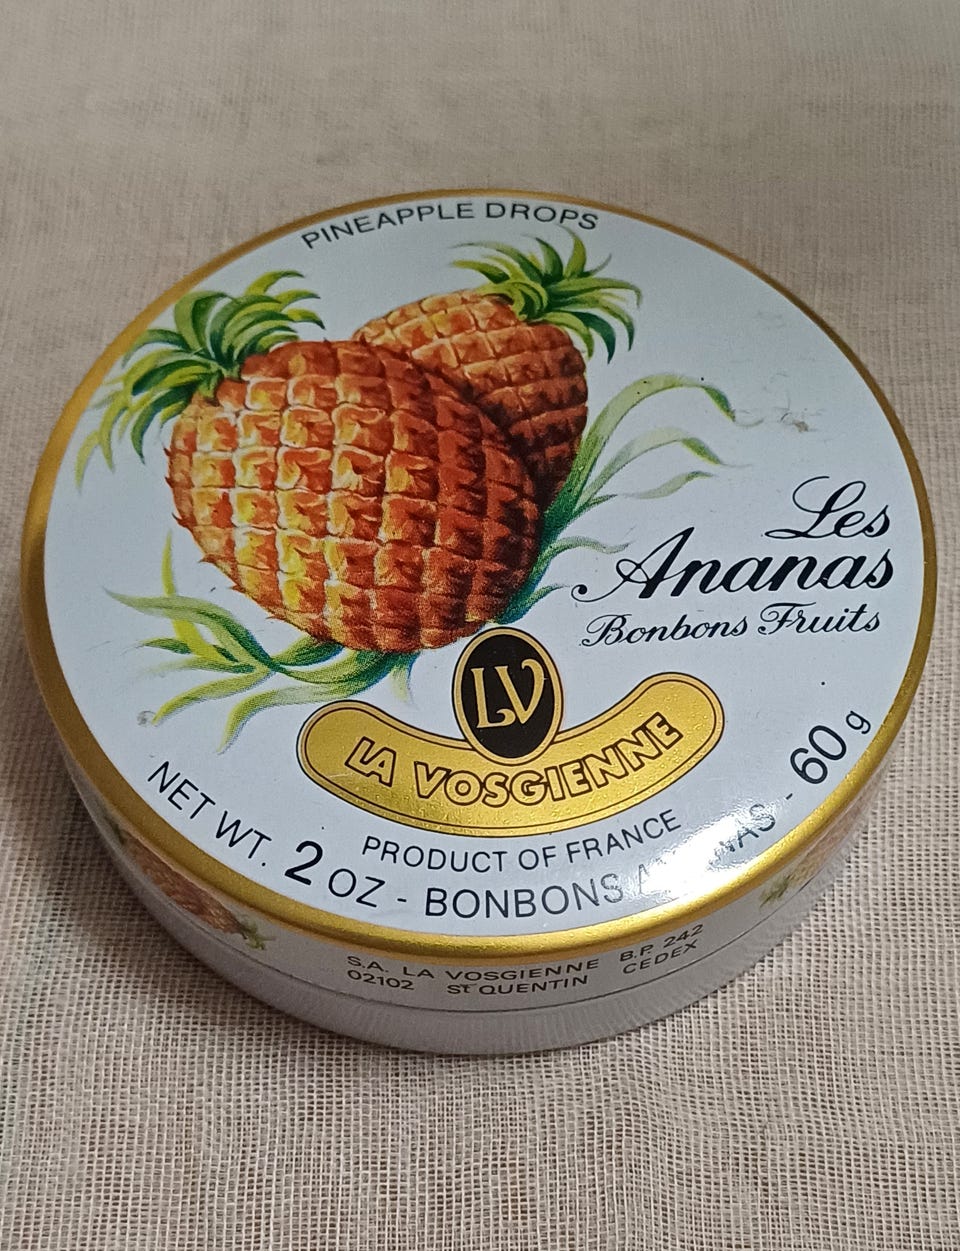 PINEAPPLE DROPS
Les
Ananas
Bonbons Fruits
LV
LA VOSGIENNE
PRODUCT OF FRANCE
NET WT. 2 OZ - BONBONS ANANAS - 60 g
S.A. LA VOSGIENNE B.P. 242
02102 St QUENTIN CEDEX